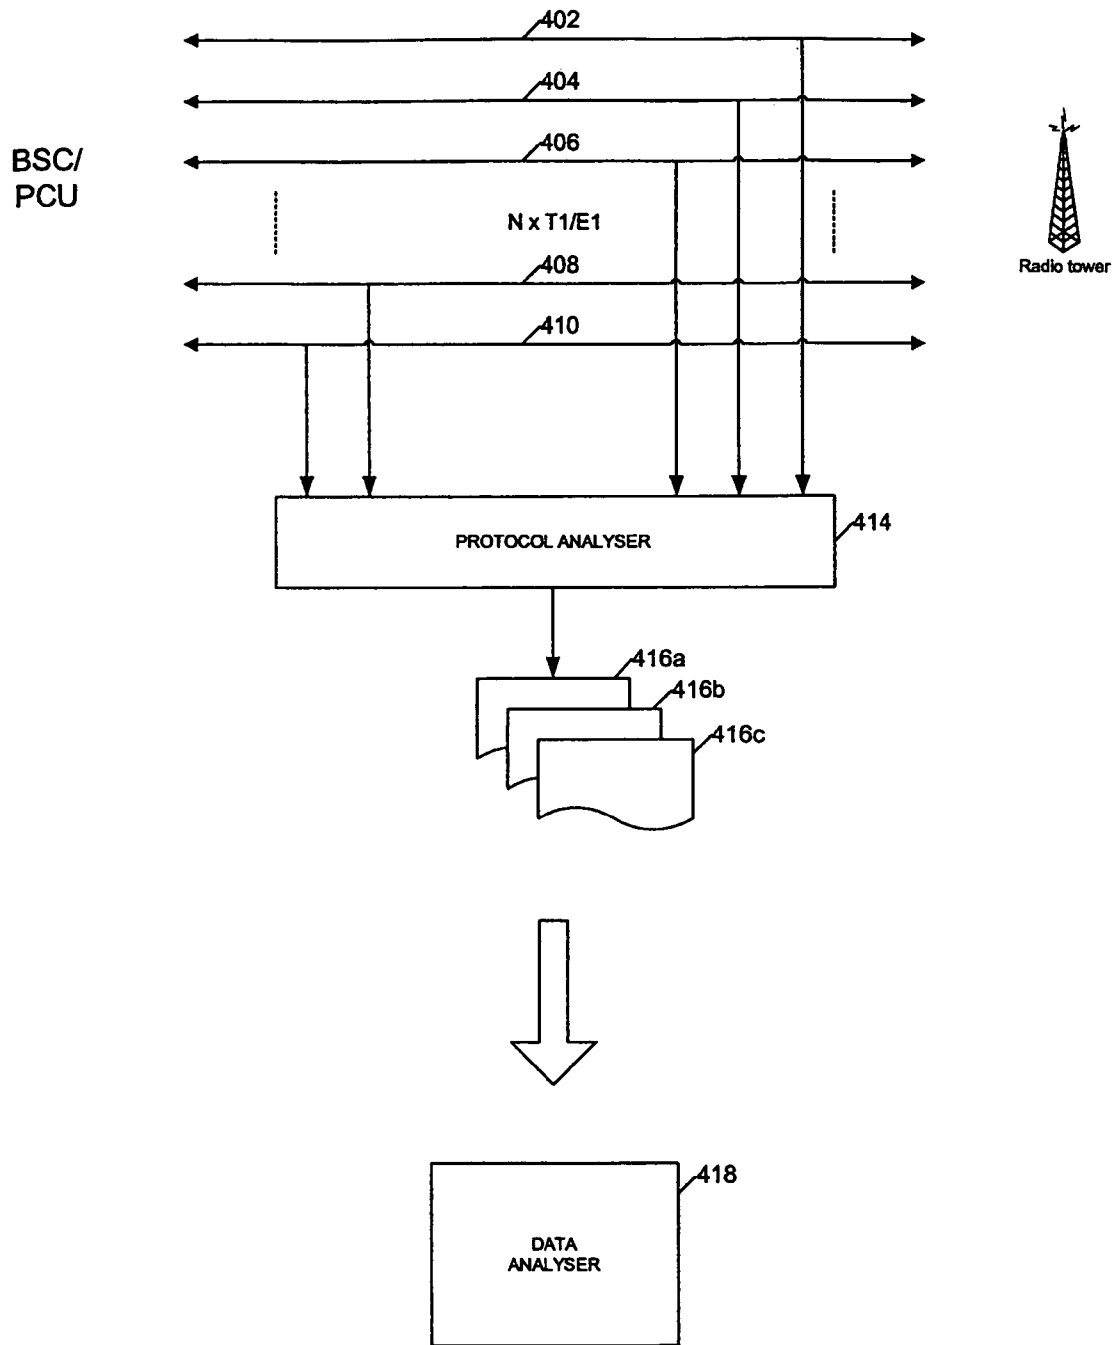 402
404
BSC/
PCU
406
N x T1/E1
Radio tower
408
410
414
PROTOCOL ANALYSER
416a
416b
416c
418
DATA
ANALYSER